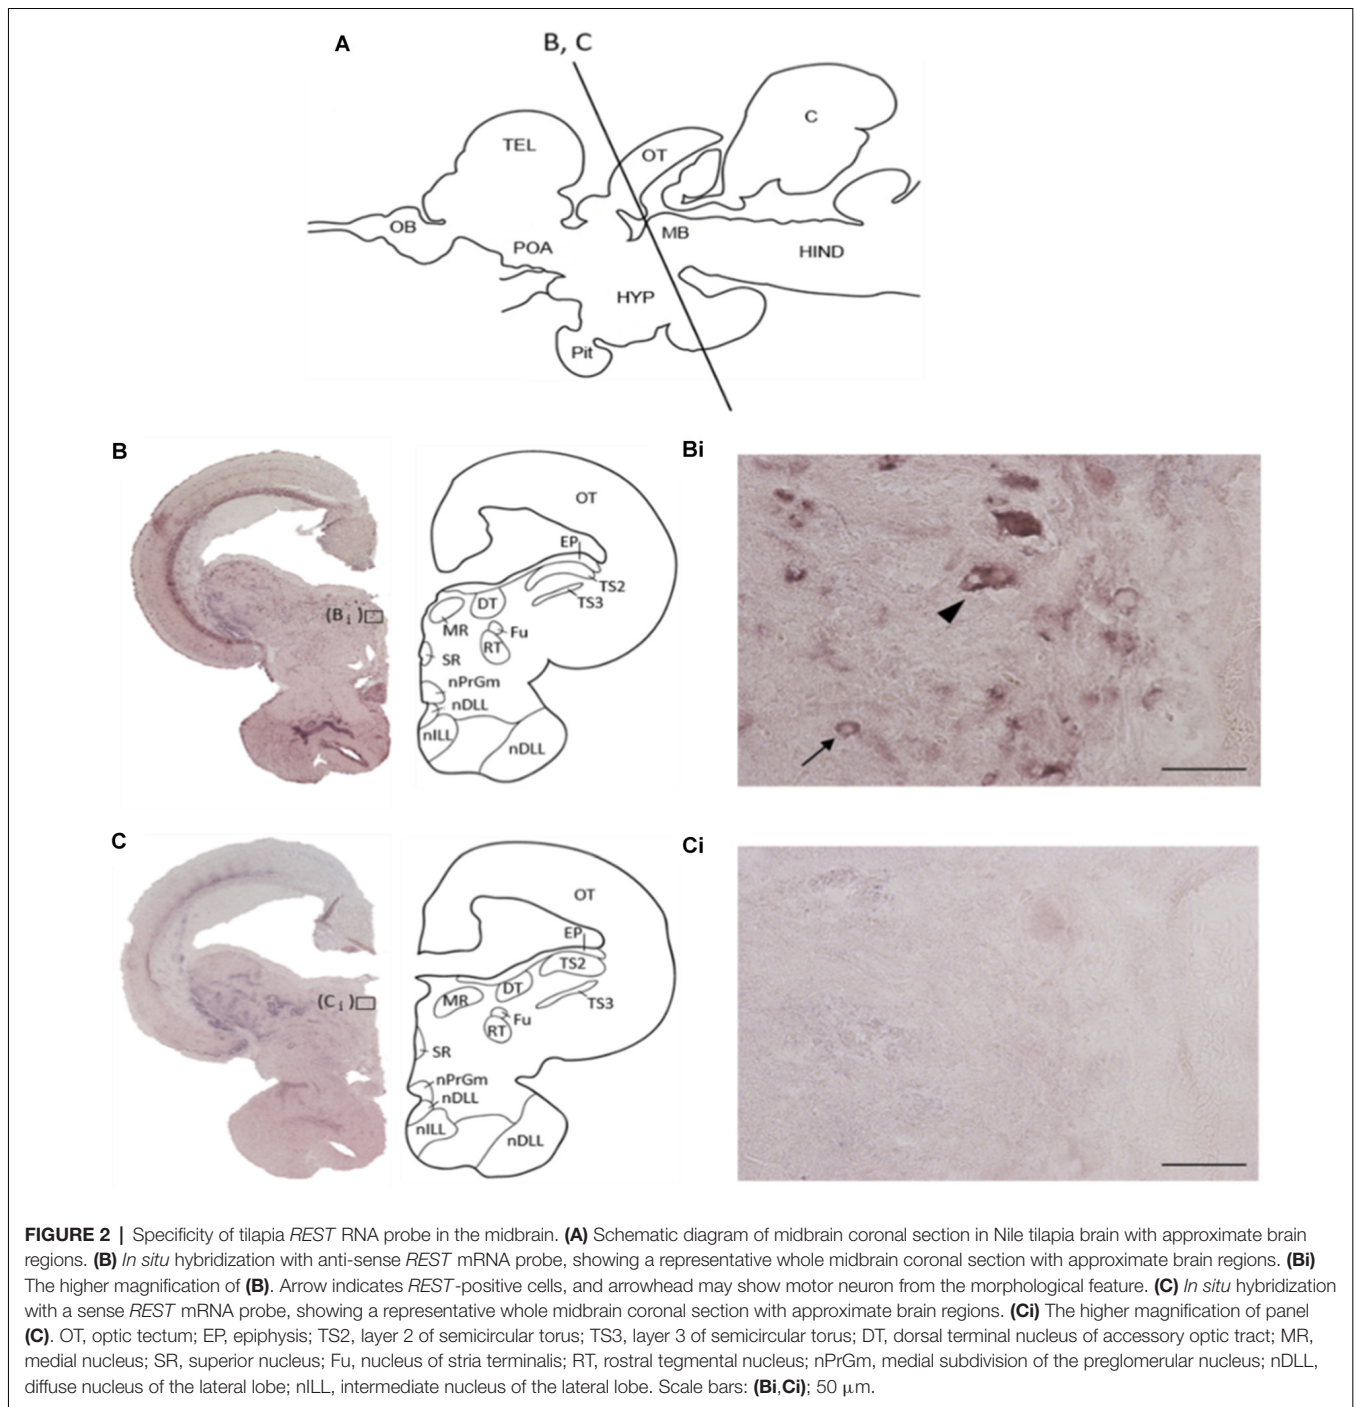 A
B, C
TEL
OT
C
OB
POA
MB
HIND
HYP
Pit
B
(Bi)
OT
EP
TS2
TS3
DT
MR
Fu
RT
SR
nPrGm
nDLL
nILL
nDLL
Bi
C
(Ci)
OT
EP
TS2
DT
MR
TS3
Fu
RT
SR
nPrGm
nDLL
nILL
nDLL
Ci
FIGURE 2 | Specificity of tilapia REST RNA probe in the midbrain. (A) Schematic diagram of midbrain coronal section in Nile tilapia brain with approximate brain
regions. (B) In situ hybridization with anti-sense REST mRNA probe, showing a representative whole midbrain coronal section with approximate brain regions. (Bi)
The higher magnification of (B). Arrow indicates REST-positive cells, and arrowhead may show motor neuron from the morphological feature. (C) In situ hybridization
with a sense REST mRNA probe, showing a representative whole midbrain coronal section with approximate brain regions. (Ci) The higher magnification of panel
(C). OT, optic tectum; EP, epiphysis; TS2, layer 2 of semicircular torus; TS3, layer 3 of semicircular torus; DT, dorsal terminal nucleus of accessory optic tract; MR,
medial nucleus; SR, superior nucleus; Fu, nucleus of stria terminalis; RT, rostral tegmental nucleus; nPrGm, medial subdivision of the preglomerular nucleus; nDLL,
diffuse nucleus of the lateral lobe; nILL, intermediate nucleus of the lateral lobe. Scale bars: (Bi,Ci); 50 μm.